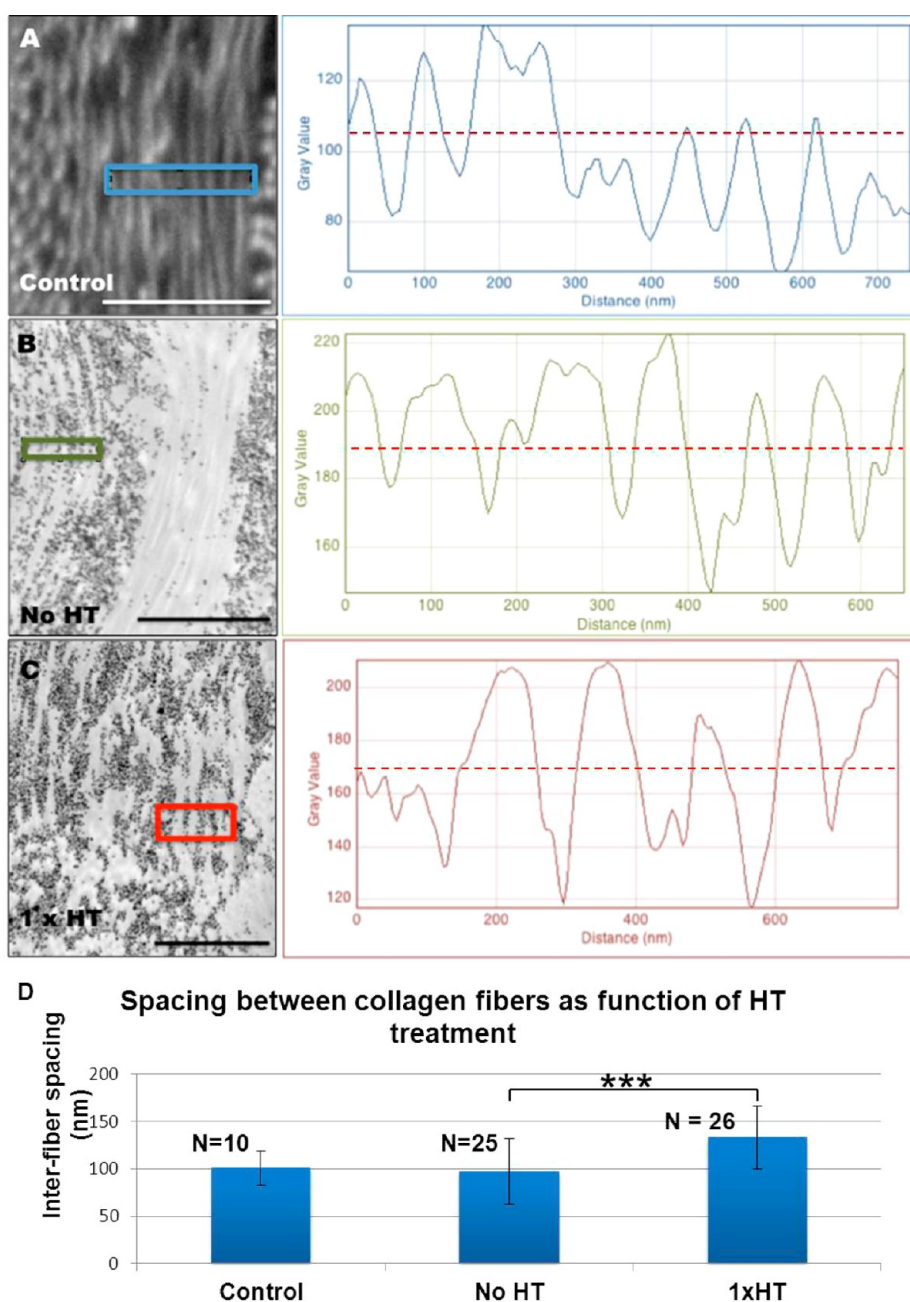 A
Control
120
100
80
Gray Value
0 100 200 300 400 500 600 700
Distance (nm)
B
No HT
220
200
180
160
Gray Value
0 100 200 300 400 500 600
Distance (nm)
C
1 x HT
200
180
160
140
120
Gray Value
0 200 400 600
Distance (nm)
D
Spacing between collagen fibers as function of HT
treatment
Inter-fiber spacing
(nm)
200
150
100
50
0
N=10
N=25
***
N = 26
Control No HT 1xHT